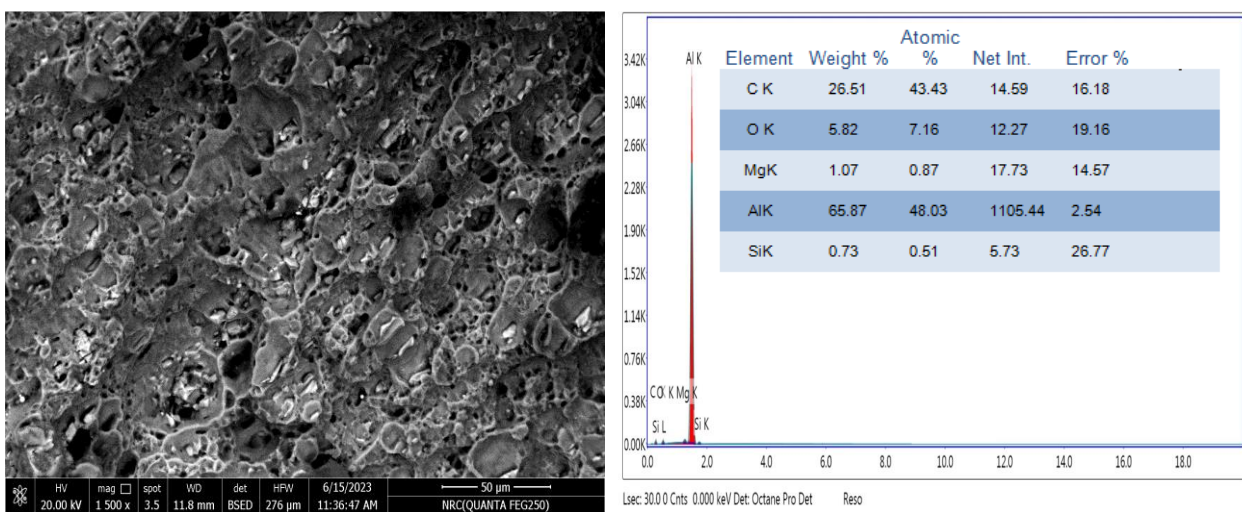 HV mag □ spot WD det HFW 6/15/2023 50 µm
20.00 kV 1 500 x 3.5 11.8 mm BSED 276 µm 11:36:47 AM NRC(QUANTA FEG250)
Element Weight % Atomic % Net Int. Error %
C K 26.51 43.43 14.59 16.18
O K 5.82 7.16 12.27 19.16
MgK 1.07 0.87 17.73 14.57
AlK 65.87 48.03 1105.44 2.54
SiK 0.73 0.51 5.73 26.77
Al K
3.42K
3.04K
2.66K
2.28K
1.90K
1.52K
1.14K
0.76K
0.38K
0.00K
Mg K
Si L
Si K
0.0 2.0 4.0 6.0 8.0 10.0 12.0 14.0 16.0 18.0
Lsec: 30.0 0 Cnts 0.000 keV Det: Octane Pro Det Reso